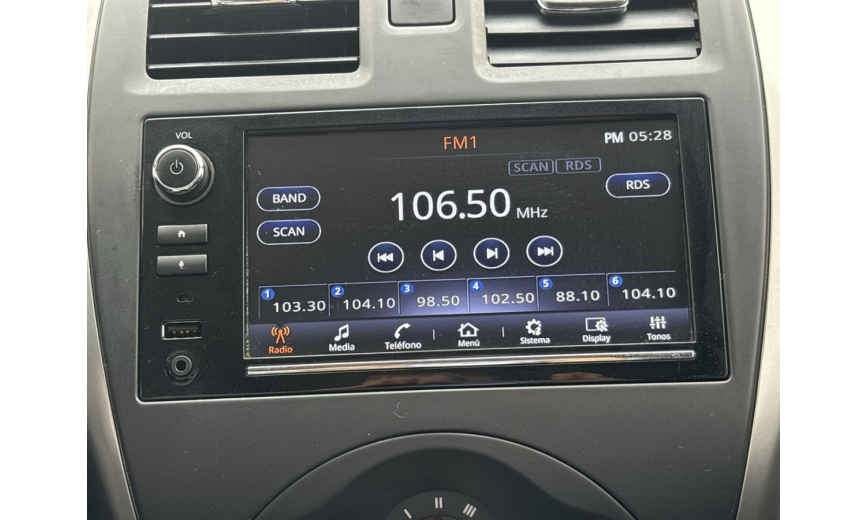 VOL
FM1
PM 05:28
SCAN RDS
BAND
RDS
106.50 MHz
SCAN
1 103.30
2 104.10
3 98.50
4 102.50
5 88.10
6 104.10
Radio
Media
Teléfono
Menú
Sistema
Display
Tonos
I II III